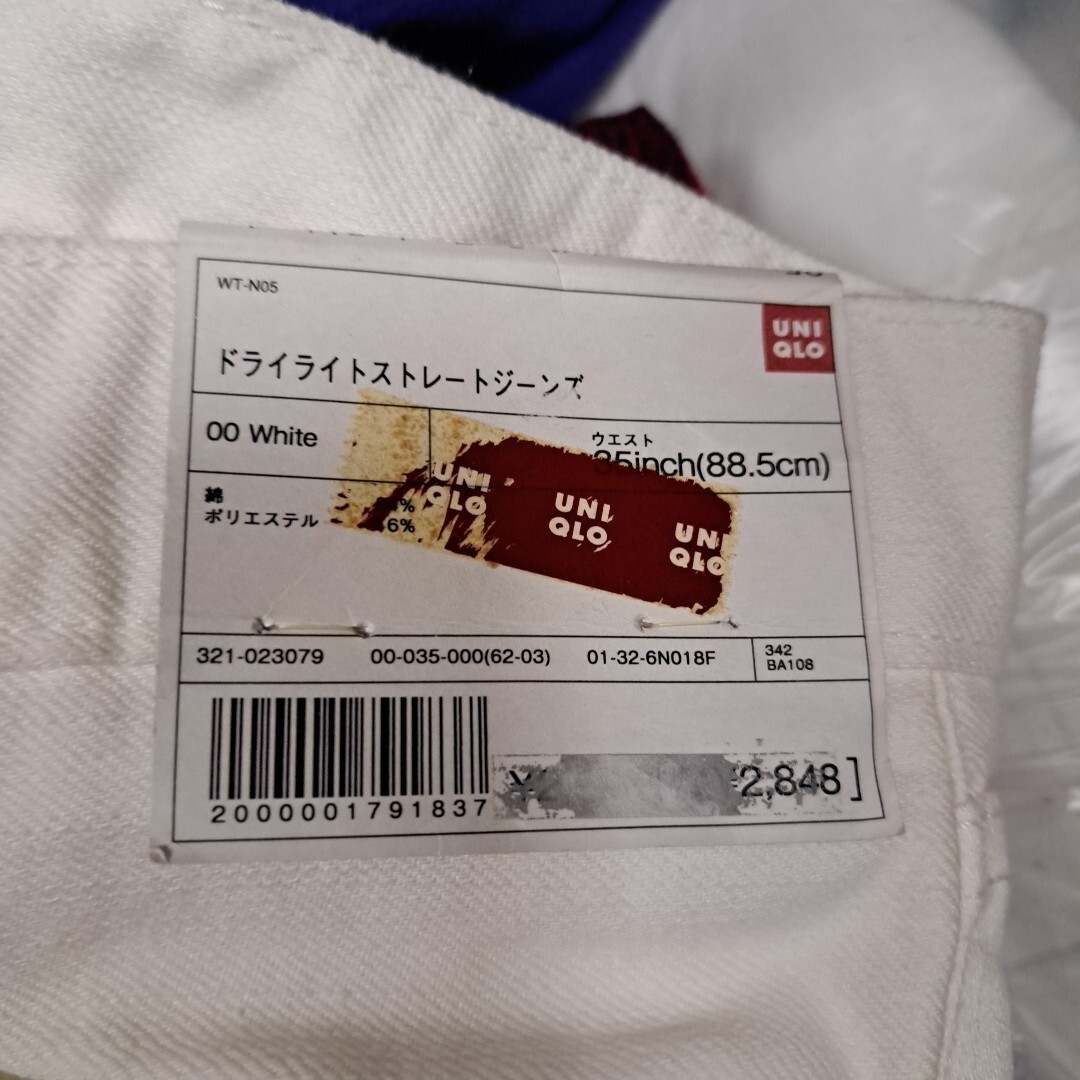 WT-N05
UNI
QLO
ドライライトストレートジーンズ
00 White
ウエスト
35inch(88.5cm)
綿
ポリエステル
6%
UNI
QLO
UNI
QLO
UNI
QLO
321-023079 00-035-000(62-03) 01-32-6N018F
342
BA108
2000001791837
¥
2,848]